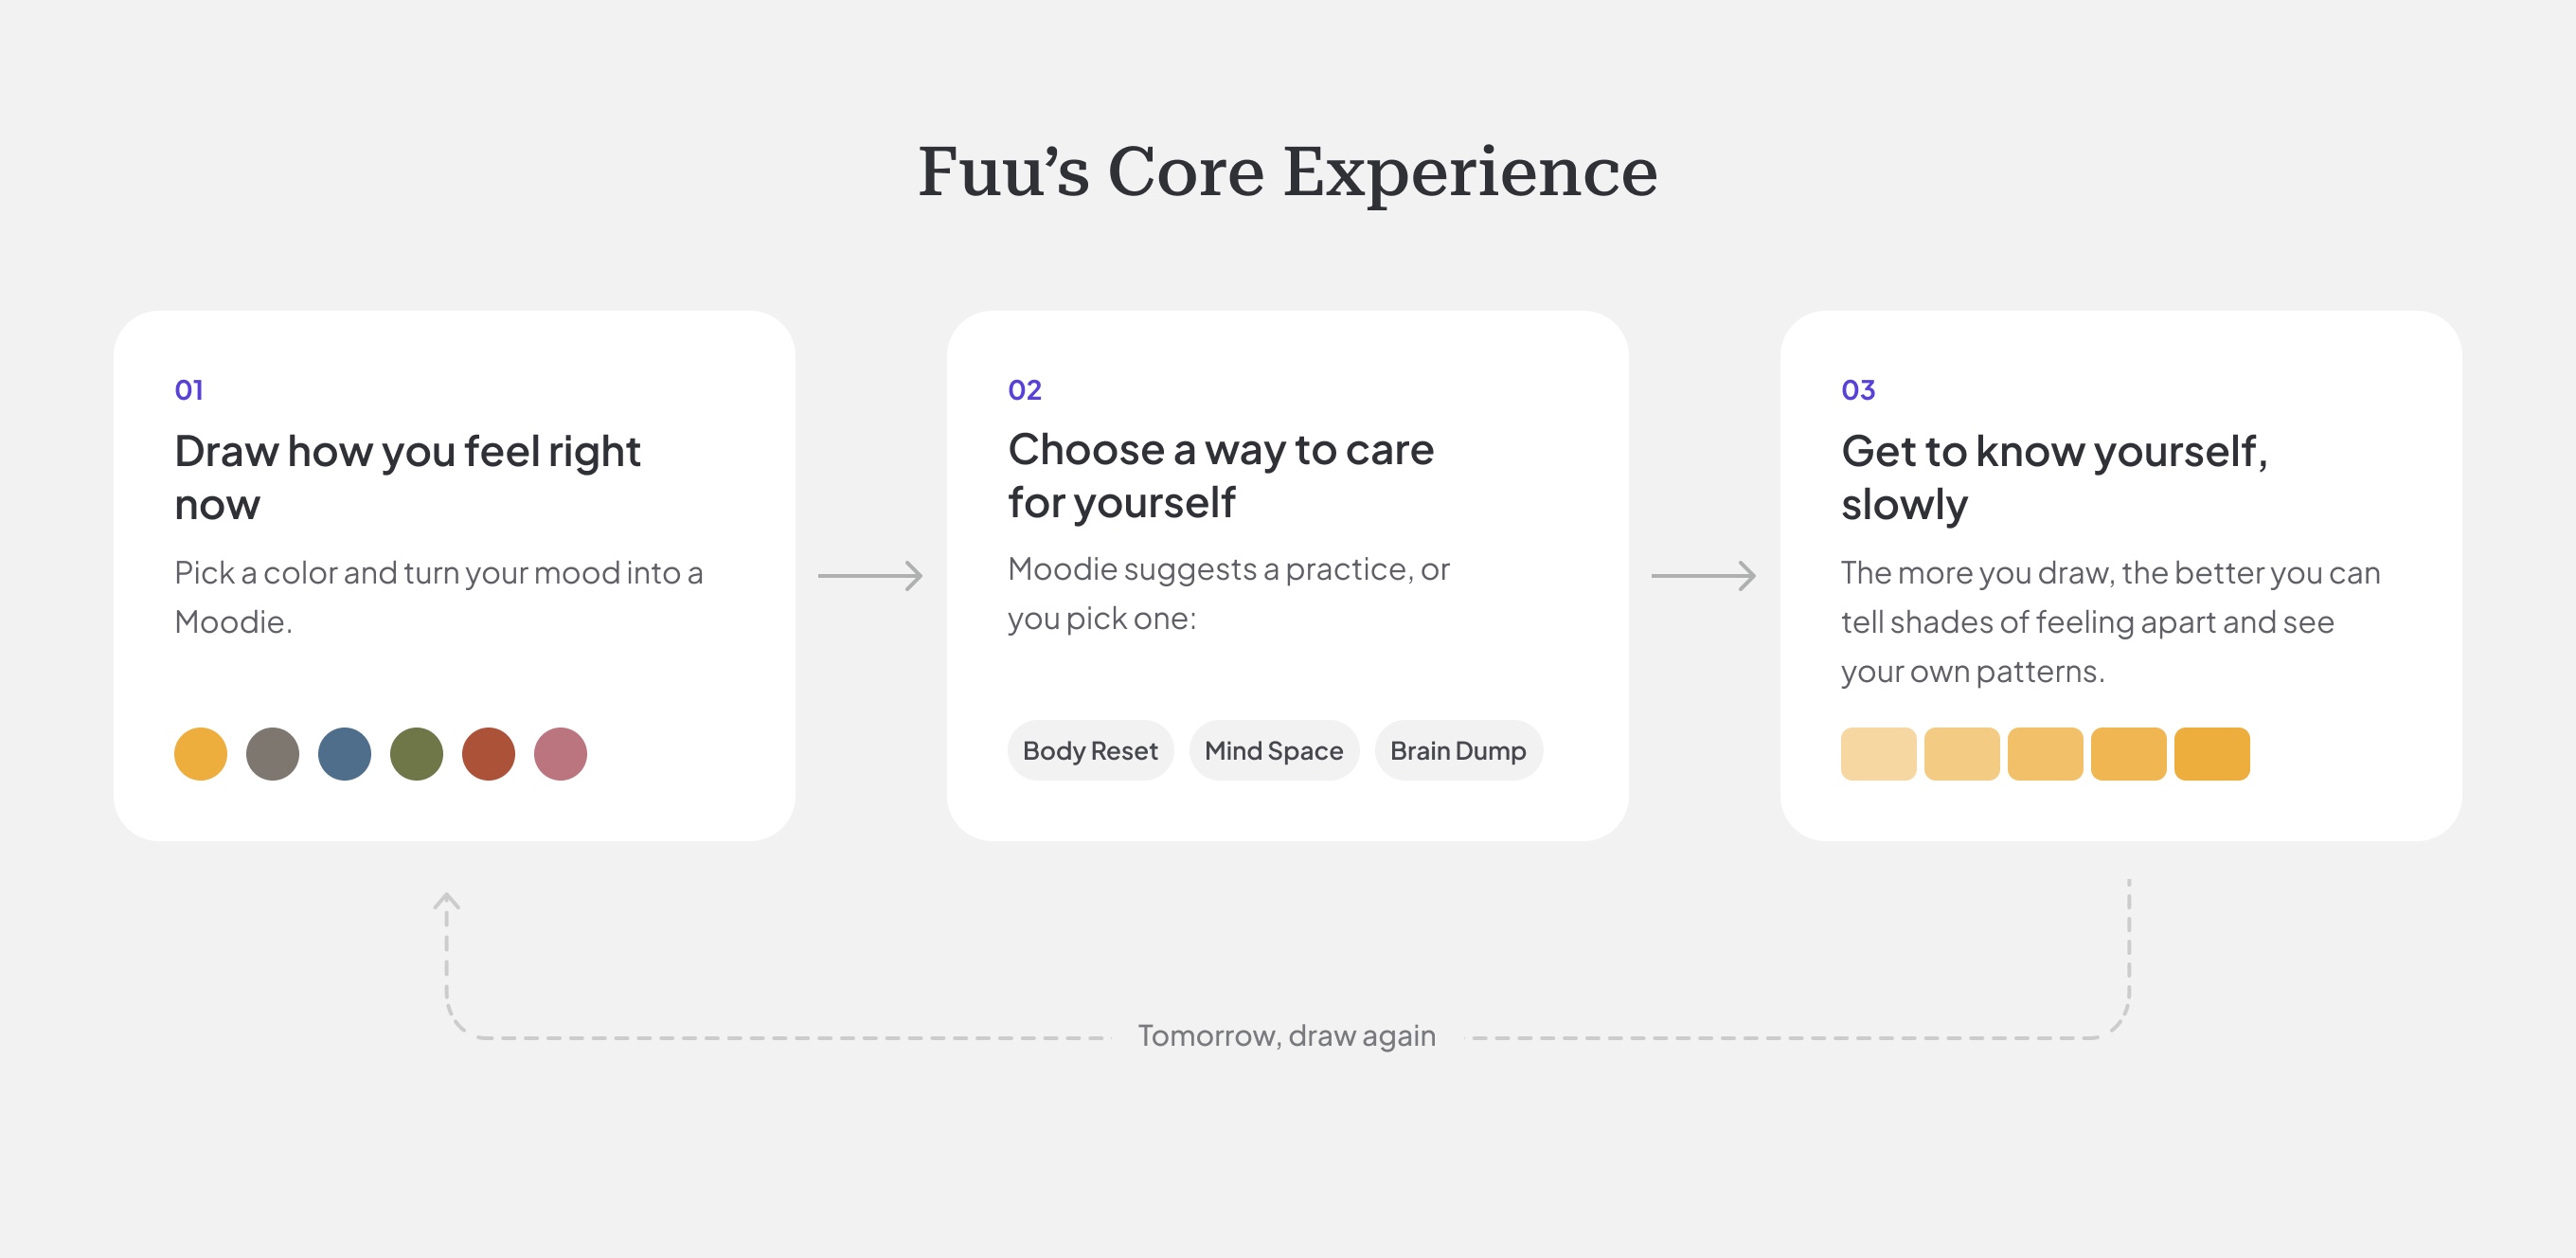 Fuu’s Core Experience
01
Draw how you feel right
now
Pick a color and turn your mood into a
Moodie.
02
Choose a way to care
for yourself
Moodie suggests a practice, or
you pick one:
Body Reset
Mind Space
Brain Dump
03
Get to know yourself,
slowly
The more you draw, the better you can
tell shades of feeling apart and see
your own patterns.
Tomorrow, draw again